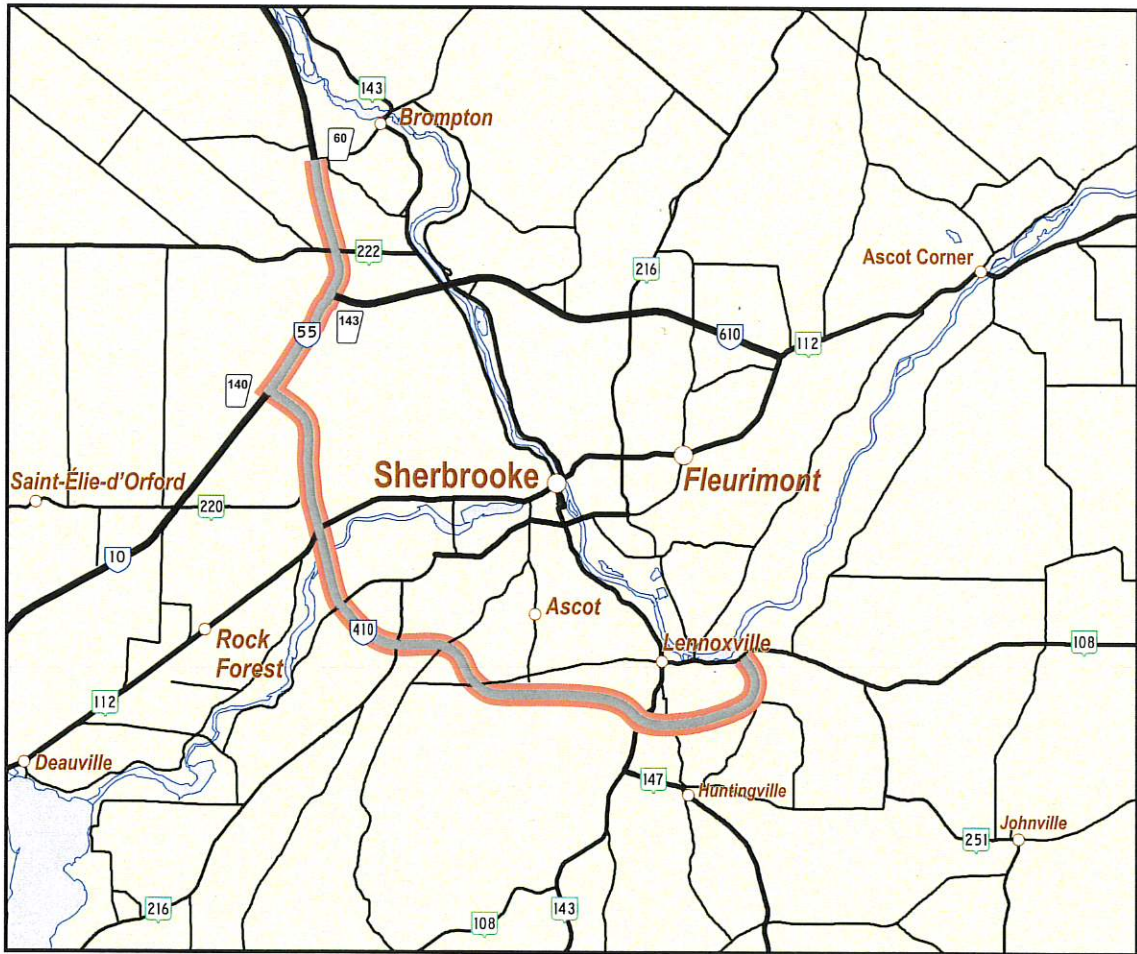 143
Brompton
60
222
216
Ascot Corner
55
143
610
112
140
Sherbrooke
Fleurimont
Saint-Élie-d'Orford
220
10
Ascot
410
Rock
Forest
Lennoxville
108
112
Deauville
147
Huntingville
251
Johnville
216
108
143